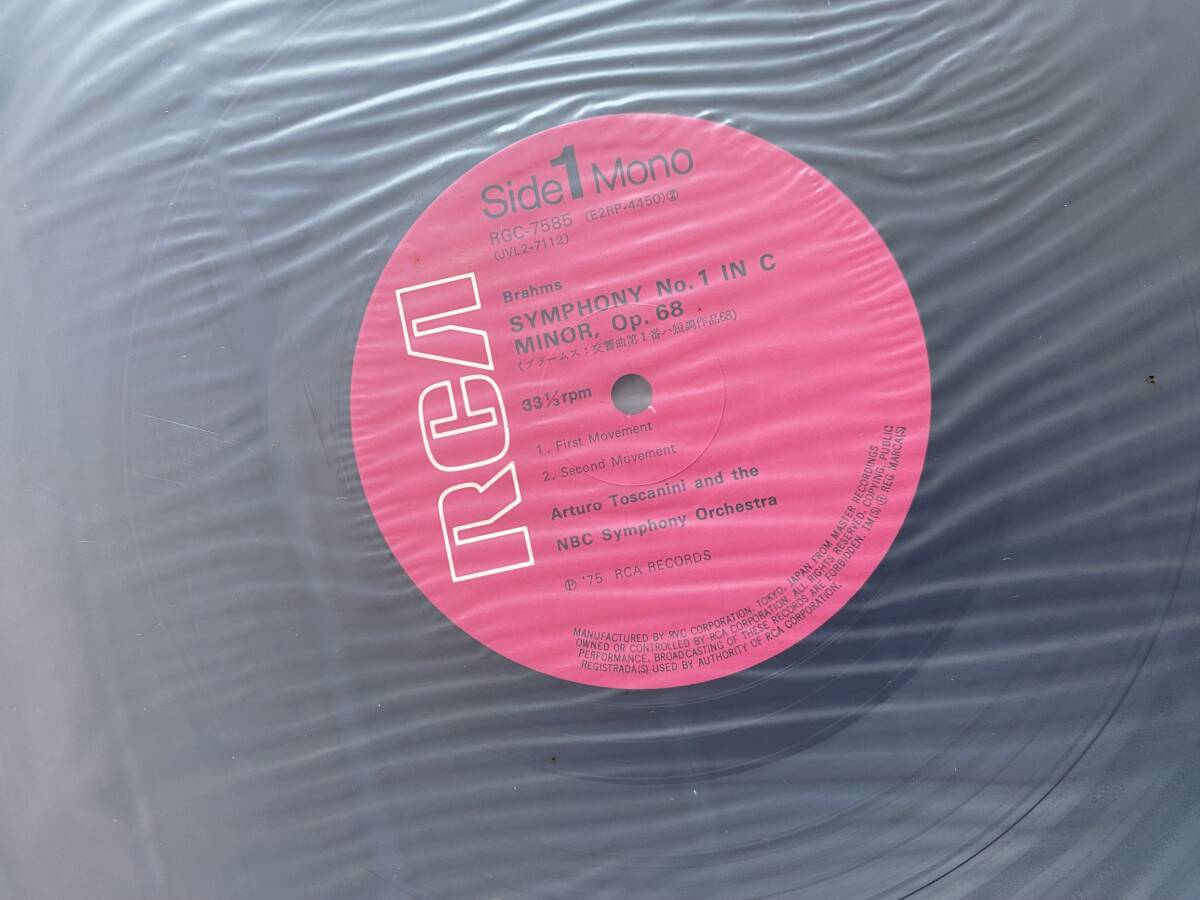 Side 1 Mono
RGC-7585 (E2RP-4450)②
(JVL2-7112)
Brahms
SYMPHONY No. 1 IN C
MINOR, Op. 68
(ブラームス：交響曲第1番ハ短調作品68)
33⅓rpm
1. First Movement
2. Second Movement
Arturo Toscanini and the
NBC Symphony Orchestra
Ⓟ '75 RCA RECORDS
RCA
MANUFACTURED BY RVC CORPORATION, TOKYO, JAPAN FROM MASTER RECORDINGS
OWNED OR CONTROLLED BY RCA CORPORATION. ALL RIGHTS RESERVED. COPYING, PUBLIC
PERFORMANCE, BROADCASTING OF THESE RECORDS ARE FORBIDDEN. TM(S) ® REG MARCA(S)
REGISTRADA(S) USED BY AUTHORITY OF RCA CORPORATION.